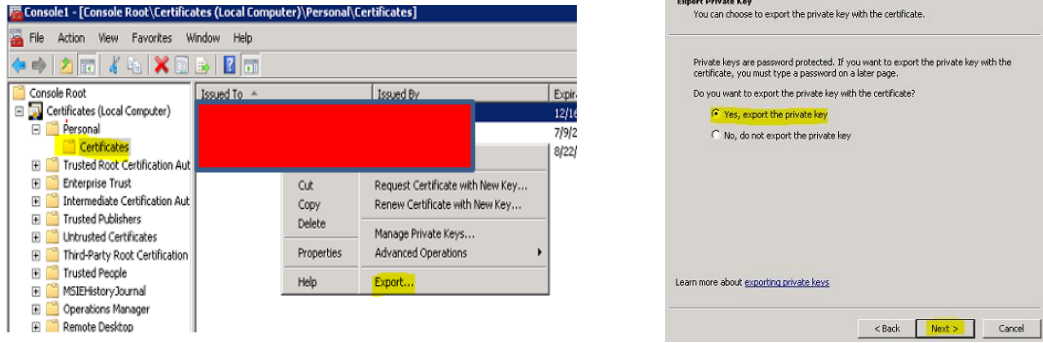 Console1 - [Console Root\Certificates (Local Computer)\Personal\Certificates]
File Action View Favorites Window Help
Console Root
Certificates (Local Computer)
Personal
Certificates
Trusted Root Certification Aut
Enterprise Trust
Intermediate Certification Aut
Trusted Publishers
Untrusted Certificates
Third-Party Root Certification
Trusted People
MSIEHistoryJournal
Operations Manager
Remote Desktop
Issued To Issued By Expir
12/16
7/9/2
8/22/
Cut
Copy
Delete
Properties
Help
Request Certificate with New Key...
Renew Certificate with New Key...
Manage Private Keys...
Advanced Operations
Export...
Export Private Key
You can choose to export the private key with the certificate.
Private keys are password protected. If you want to export the private key with the
certificate, you must type a password on a later page.
Do you want to export the private key with the certificate?
Yes, export the private key
No, do not export the private key
Learn more about exporting private keys
< Back Next > Cancel